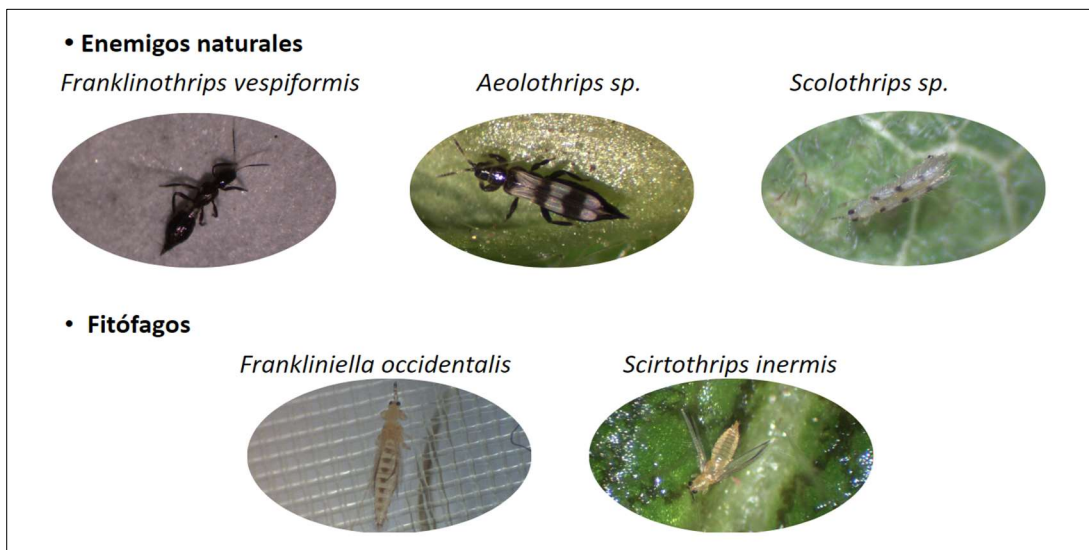 • Enemigos naturales
Franklinothrips vespiformis Aeolothrips sp. Scolothrips sp.
• Fitófagos
Frankliniella occidentalis Scirtothrips inermis